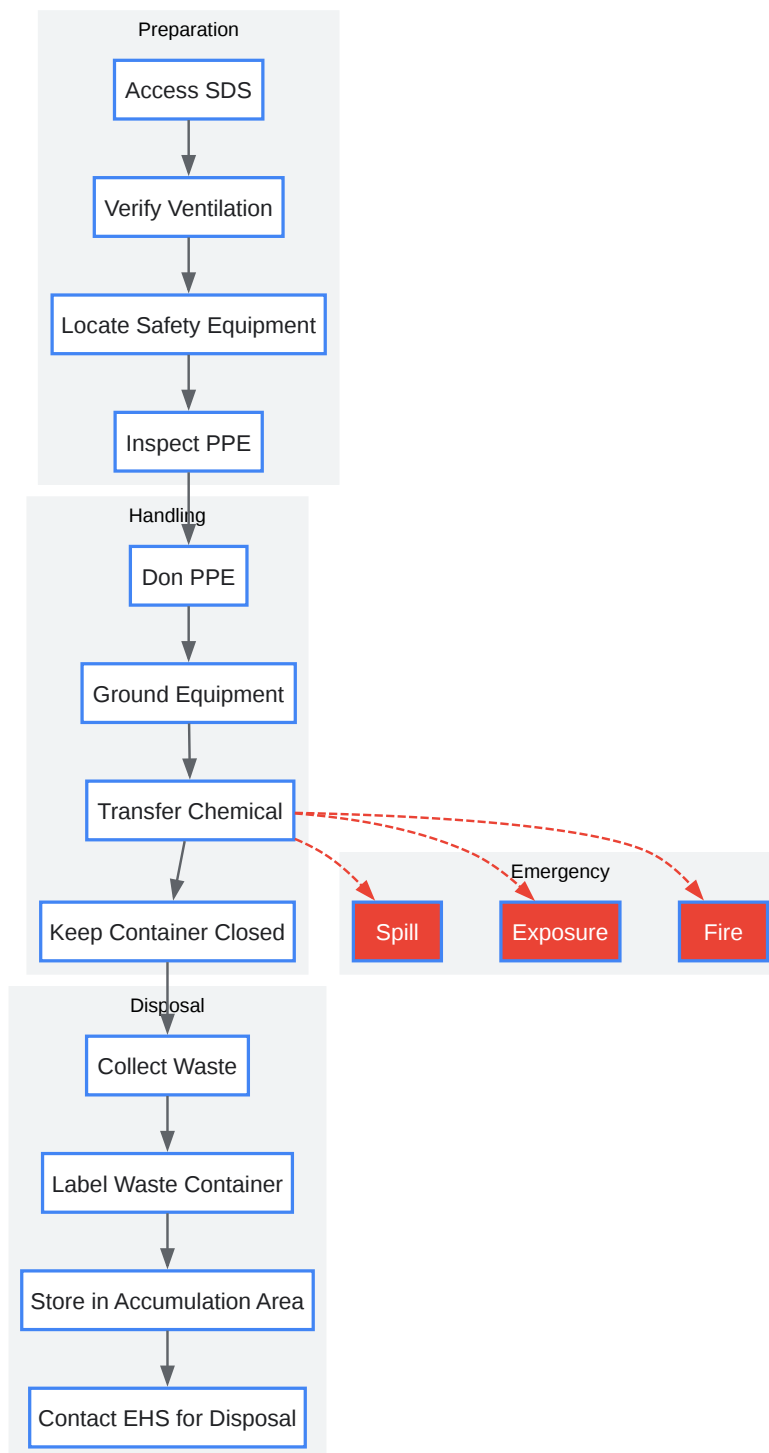 Preparation
Access SDS
Verify Ventilation
Locate Safety Equipment
Inspect PPE
Handling
Don PPE
Ground Equipment
Transfer Chemical
Keep Container Closed
Emergency
Spill
Exposure
Fire
Disposal
Collect Waste
Label Waste Container
Store in Accumulation Area
Contact EHS for Disposal